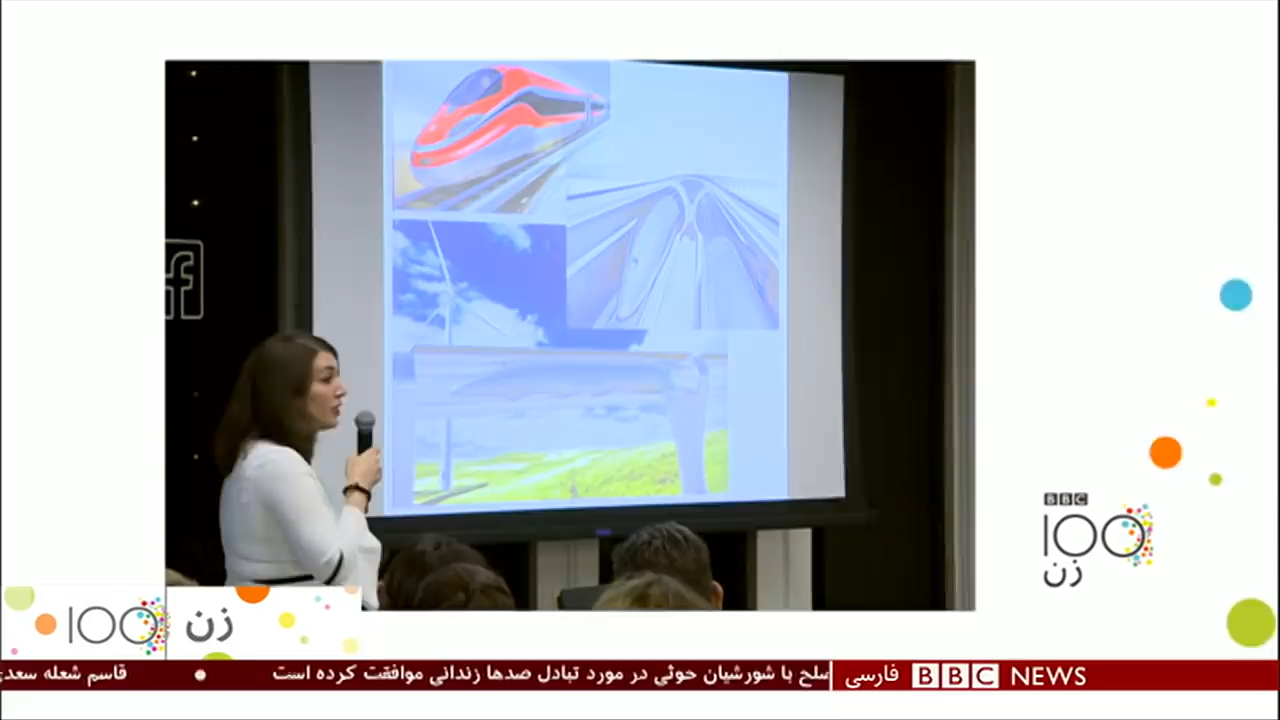 BBC
100
زن
100 زن
قاسم شعله سعدی • سلح با شورشیان حوثی در مورد تبادل صدها زندانی موافقت کرده است
BBC NEWS فارسی
f